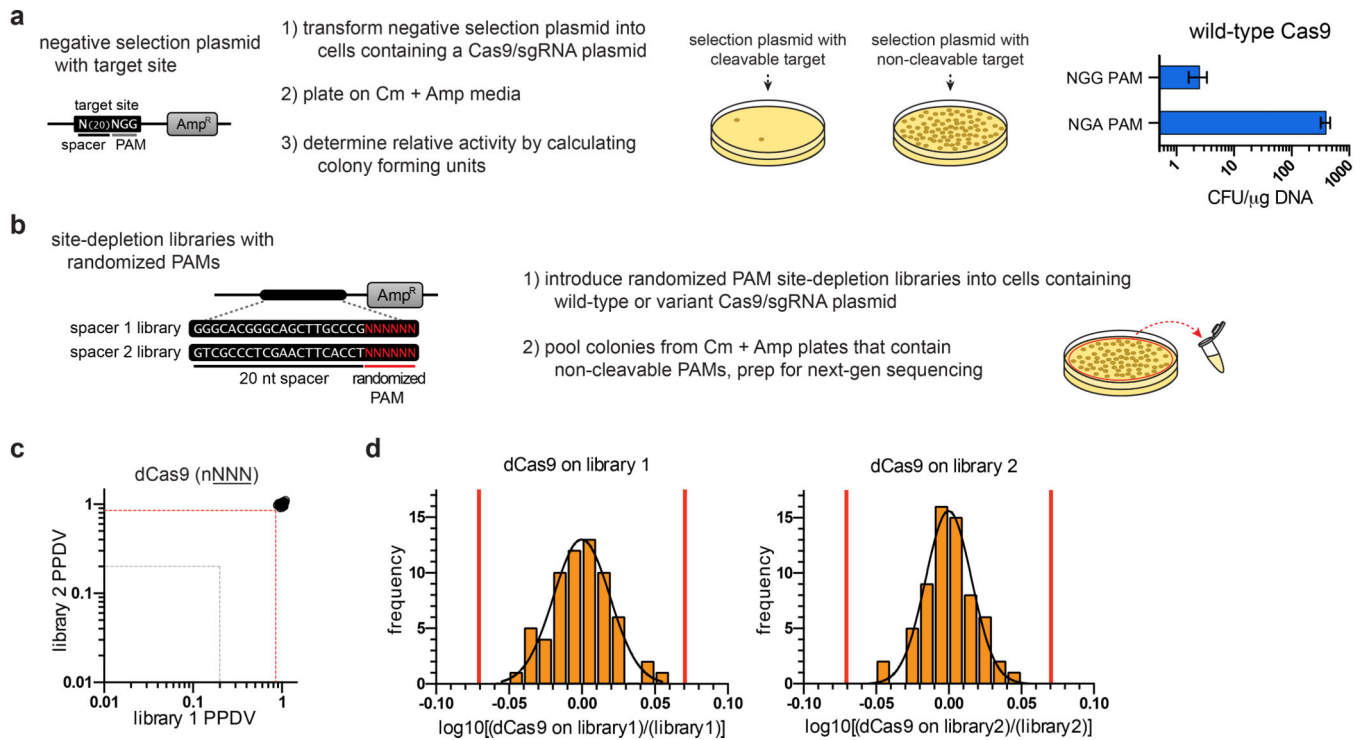 a
negative selection plasmid
with target site
target site
N(20)NGG
AmpR
spacer PAM
1) transform negative selection plasmid into
cells containing a Cas9/sgRNA plasmid
2) plate on Cm + Amp media
3) determine relative activity by calculating
colony forming units
selection plasmid with
cleavable target
selection plasmid with
non-cleavable target
wild-type Cas9
NGG PAM
NGA PAM
1 10 100 1000
CFU/μg DNA
b
site-depletion libraries with
randomized PAMs
AmpR
spacer 1 library GGGCACGGGCAGCTTGCCCGNNNNNN
spacer 2 library GTCGCCCTCGAACTTCACCTNNNNNN
20 nt spacer randomized
PAM
1) introduce randomized PAM site-depletion libraries into cells containing
wild-type or variant Cas9/sgRNA plasmid
2) pool colonies from Cm + Amp plates that contain
non-cleavable PAMs, prep for next-gen sequencing
c
dCas9 (nNNN)
library 2 PPDV
1
0.1
0.01
0.01 0.1 1
library 1 PPDV
d
dCas9 on library 1
frequency
15
10
5
0
-0.10 -0.05 0.00 0.05 0.10
log10[(dCas9 on library1)/(library1)]
dCas9 on library 2
frequency
15
10
5
0
-0.10 -0.05 0.00 0.05 0.10
log10[(dCas9 on library2)/(library2)]